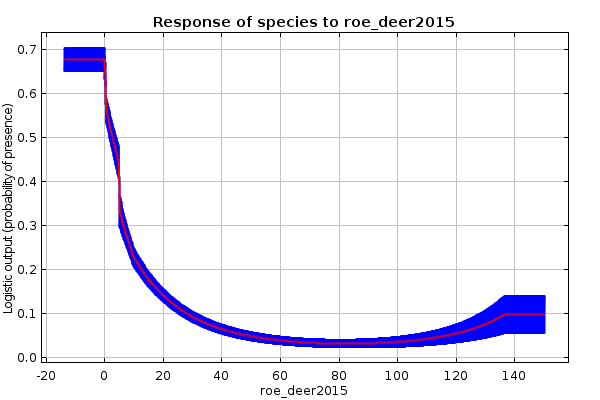 Response of species to roe_deer2015
Logistic output (probability of presence)
0.7
0.6
0.5
0.4
0.3
0.2
0.1
0.0
-20 0 20 40 60 80 100 120 140
roe_deer2015